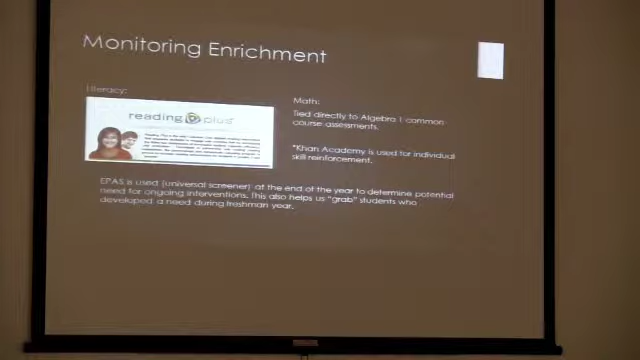 Monitoring Enrichment
Literacy:
reading plus
Math:
Tied directly to Algebra 1 common
course assessments.
*Khan Academy is used for individual
skill reinforcement.
EPAS is used (universal screener) at the end of the year to determine potential
need for ongoing interventions. This also helps us "grab" students who
developed a need during freshman year.